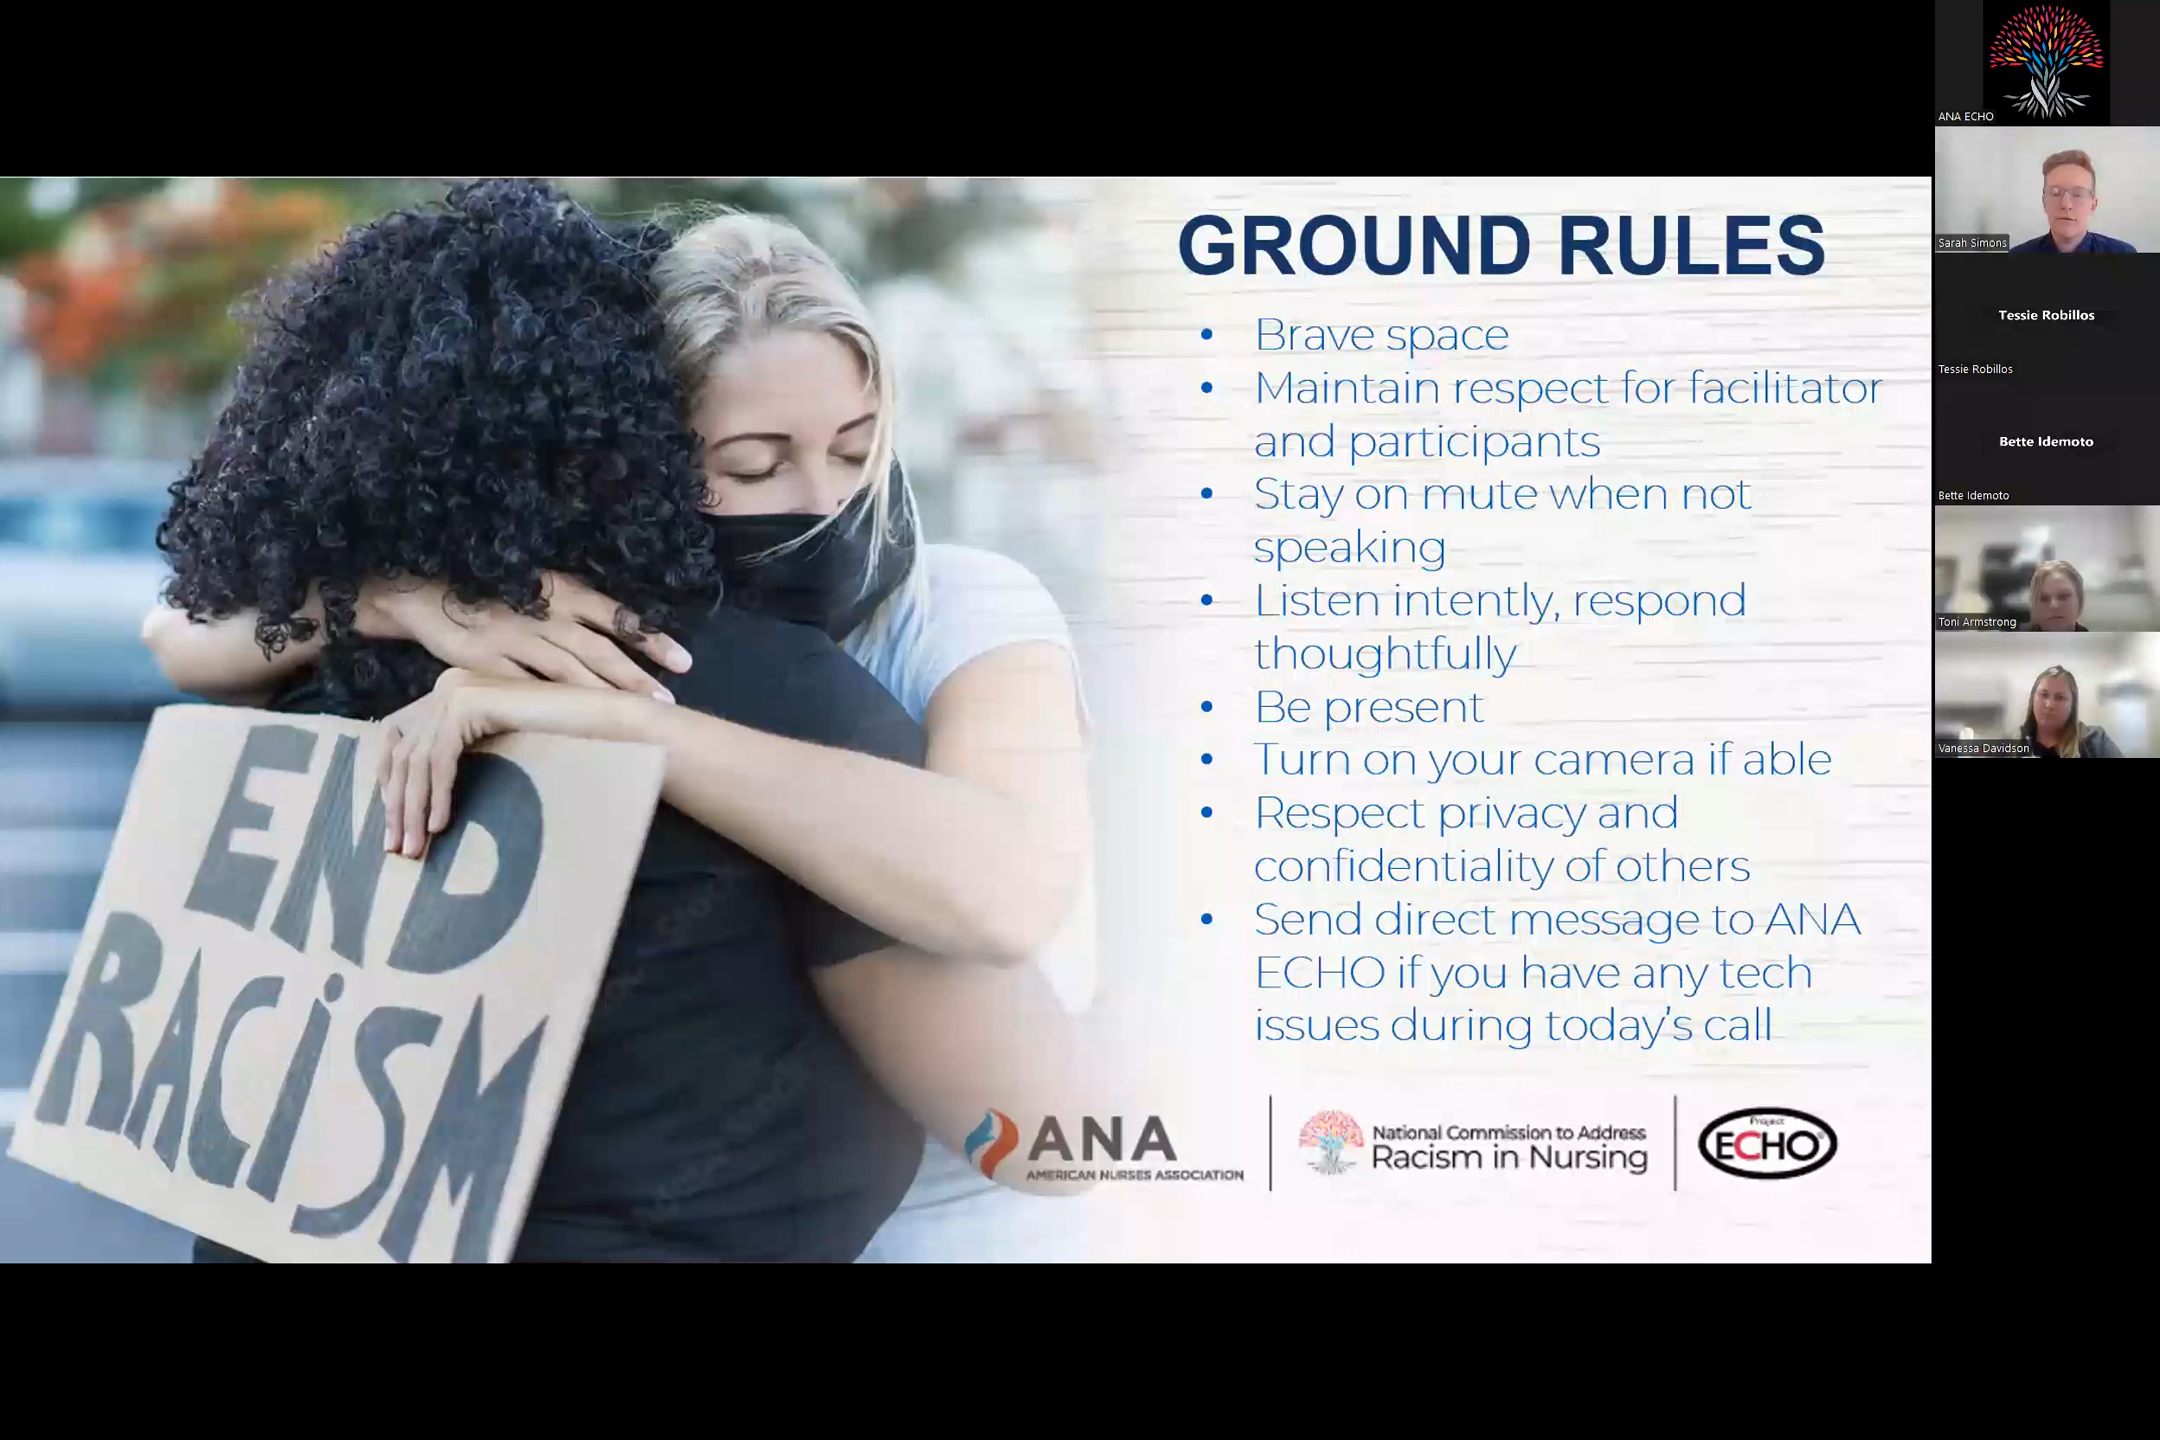 GROUND RULES
• Brave space
• Maintain respect for facilitator
and participants
• Stay on mute when not
speaking
• Listen intently, respond
thoughtfully
• Be present
• Turn on your camera if able
• Respect privacy and
confidentiality of others
• Send direct message to ANA
ECHO if you have any tech
issues during today's call
END
RACiSM
ANA
AMERICAN NURSES ASSOCIATION
National Commission to Address
Racism in Nursing
Project
ECHO®
ANA ECHO
Sarah Simons
Tessie Robillos
Tessie Robillos
Bette Idemoto
Bette Idemoto
Toni Armstrong
Vanessa Davidson